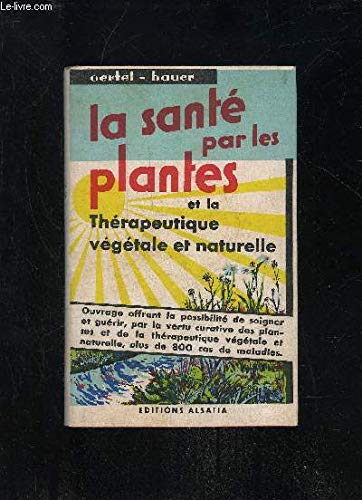 Le-livre.com
oertel - bauer
la santé
par les
plantes
et la
Thérapeutique
végétale et naturelle
Ouvrage offrant la possibilité de soigner
et guérir, par la vertu curative des plan-
tes et de la thérapeutique végétale et
naturelle, plus de 800 cas de maladies.
EDITIONS ALSATIA